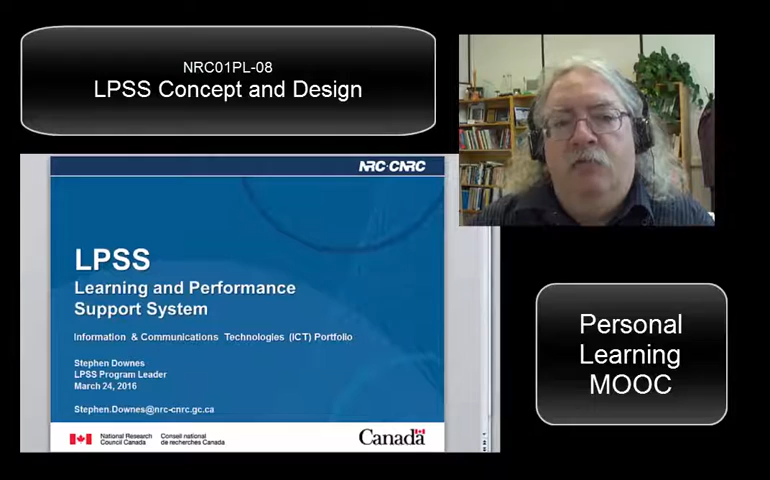 NRC01PL-08
LPSS Concept and Design
NRC·CNRC
LPSS
Learning and Performance
Support System
Information & Communications Technologies (ICT) Portfolio
Stephen Downes
LPSS Program Leader
March 24, 2016
Stephen.Downes@nrc-cnrc.gc.ca
National Research
Council Canada
Conseil national
de recherches Canada
Canada
Personal
Learning
MOOC